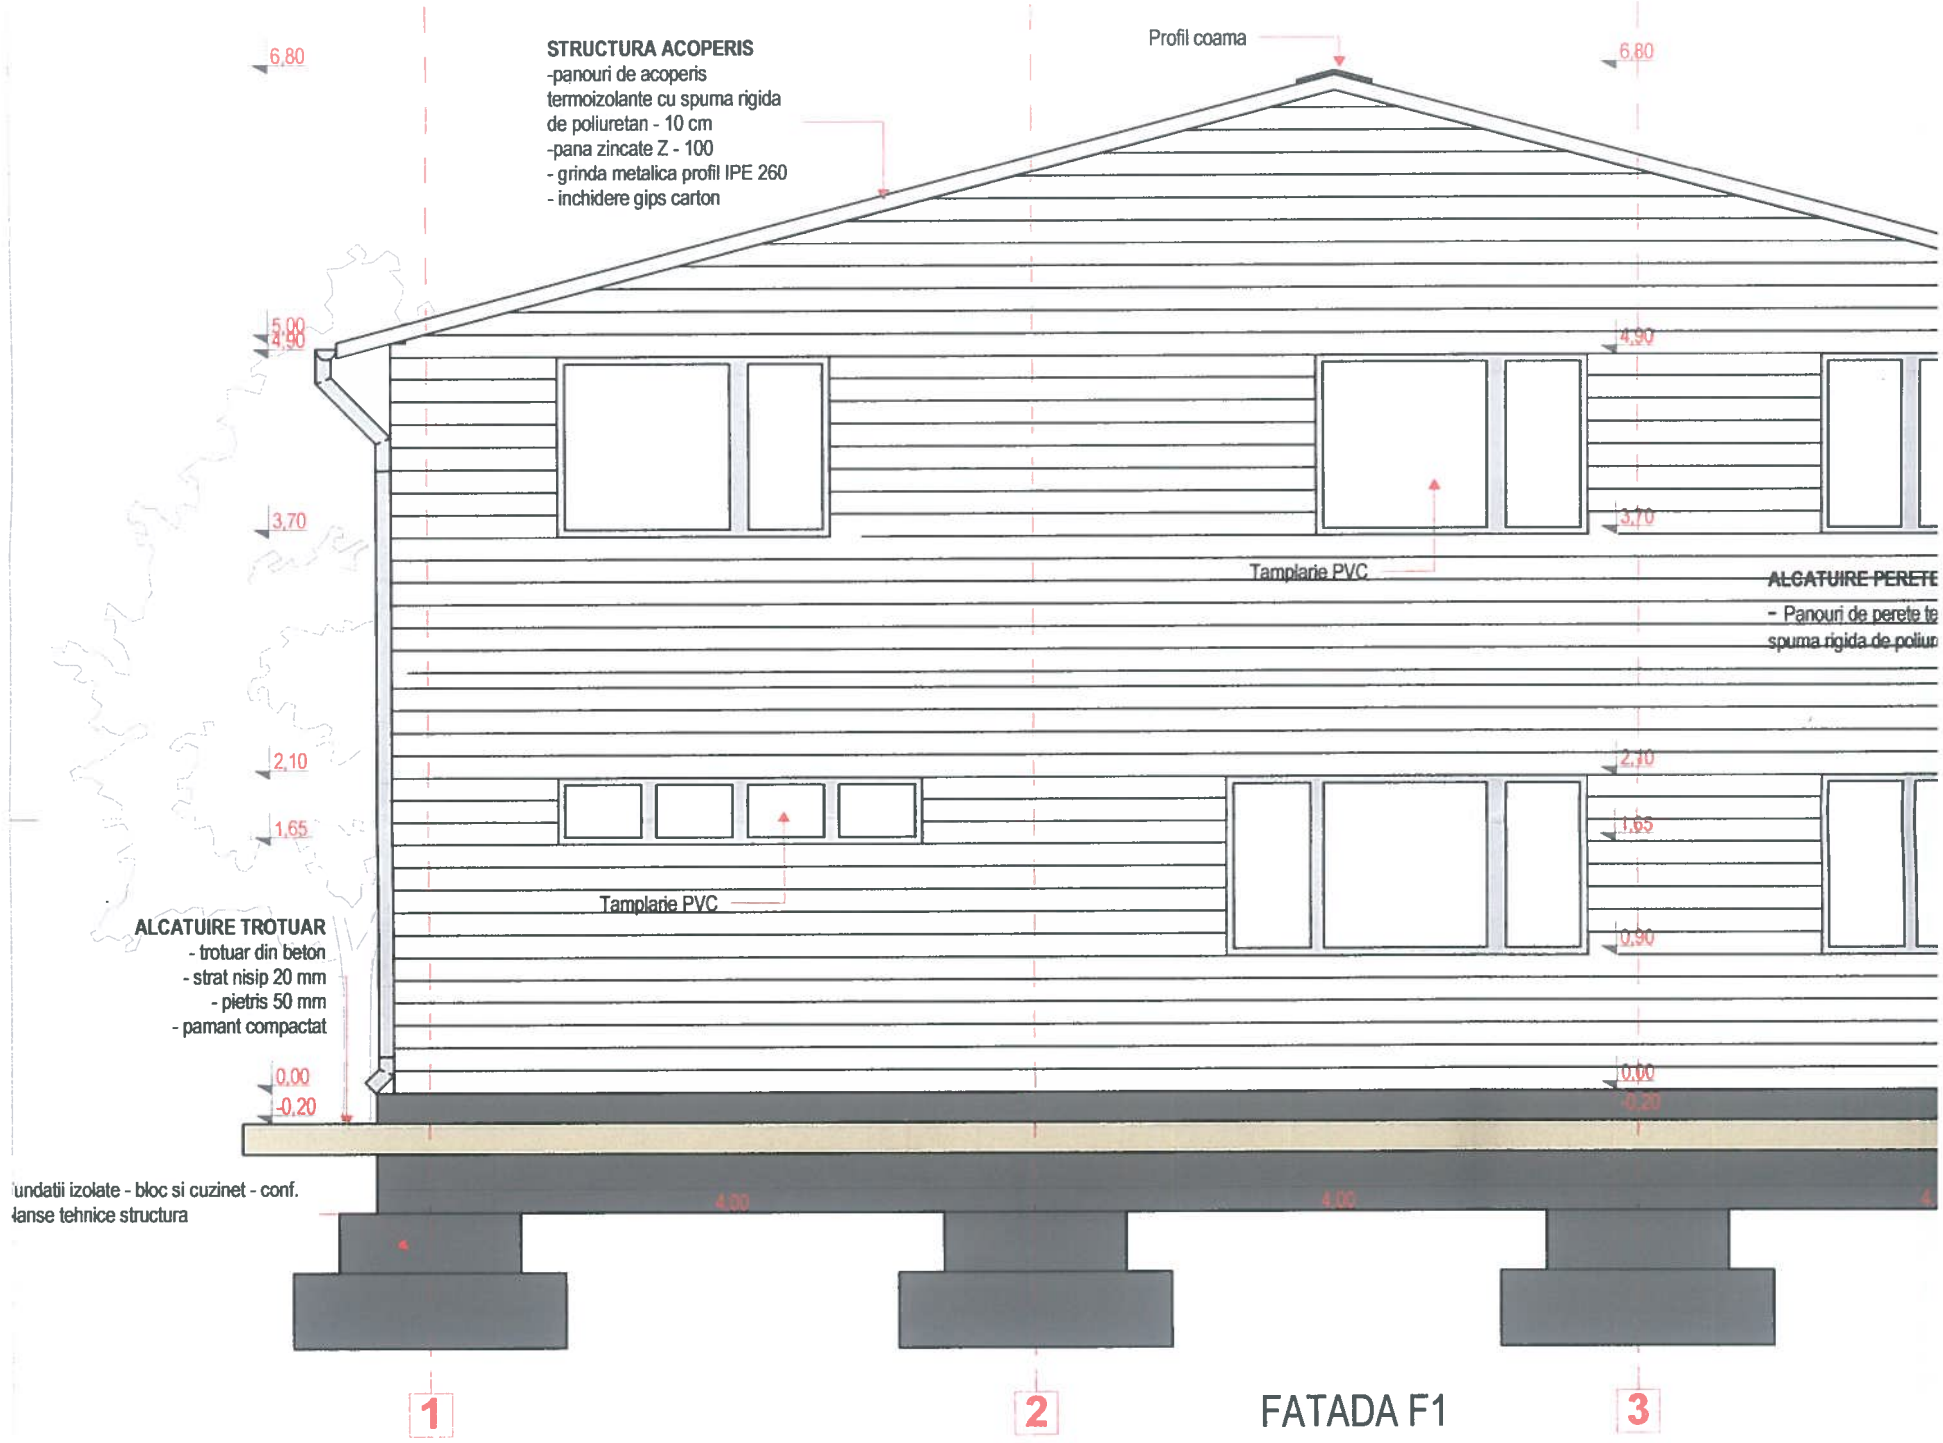 6,80
STRUCTURA ACOPERIS
-panouri de acoperis
termoizolante cu spuma rigida
de poliuretan - 10 cm
-pana zincate Z - 100
- grinda metalica profil IPE 260
- inchidere gips carton
Profil coama
6,80
5,00
4,90
4,90
3,70
3,70
Tamplarie PVC
ALCATUIRE PERETE
- Panouri de perete te
spuma rigida de poliur
2,10
2,10
1,65
1,65
Tamplarie PVC
ALCATUIRE TROTUAR
- trotuar din beton
- strat nisip 20 mm
- pietris 50 mm
- pamant compactat
0,90
0,00
-0,20
0,00
-0,20
undatii izolate - bloc si cuzinet - conf.
lanse tehnice structura
4,00
4,00
4,
1
2
FATADA F1
3